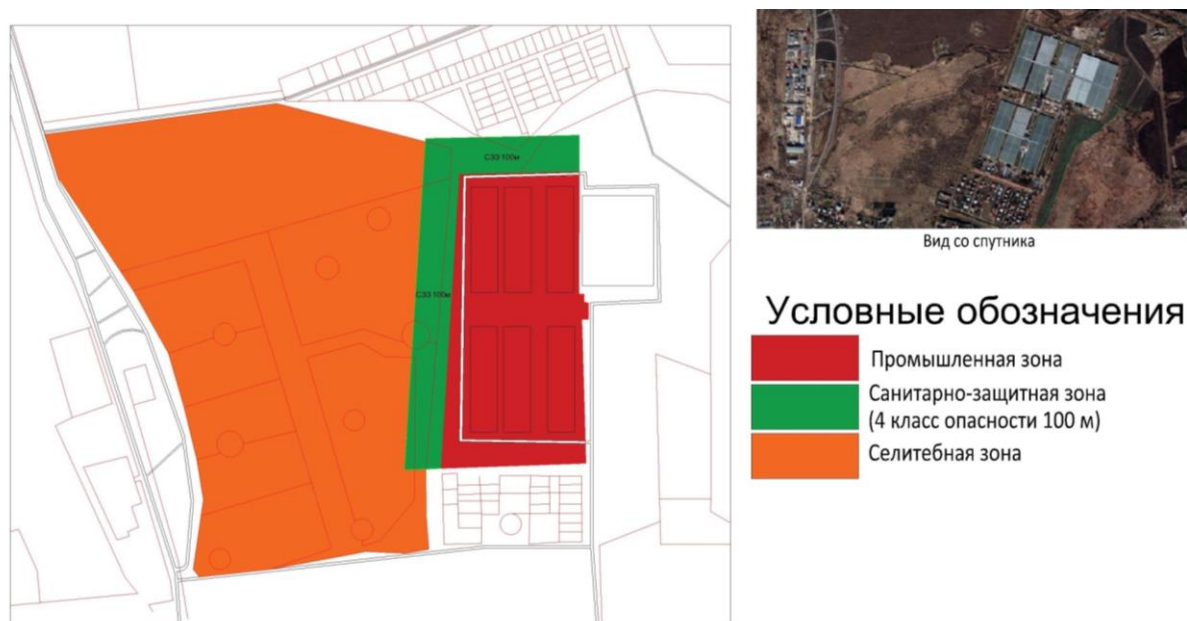 СЗЗ 100м
СЗЗ 100м
Вид со спутника
Условные обозначения
Промышленная зона
Санитарно-защитная зона
(4 класс опасности 100 м)
Селитебная зона